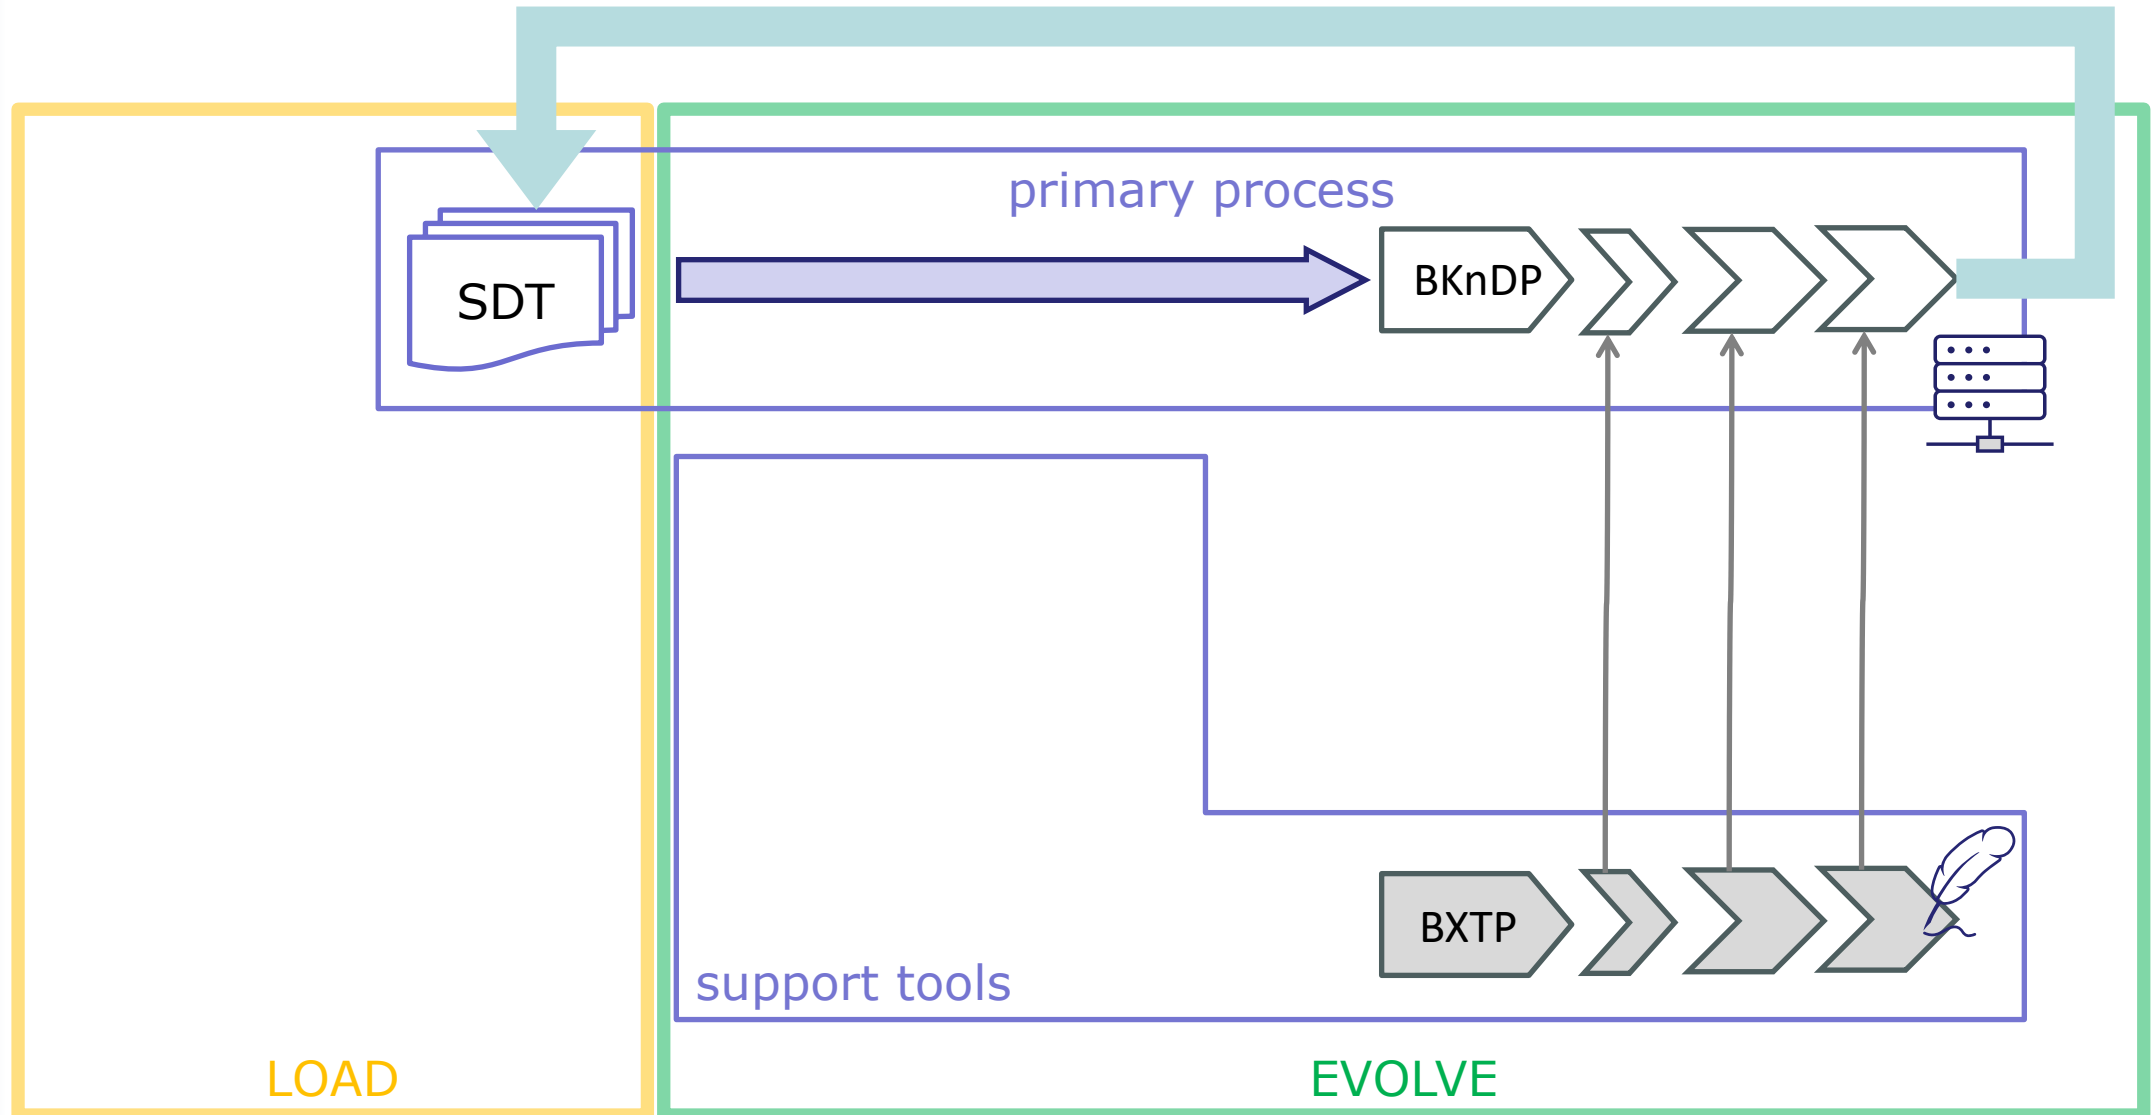 primary process
SDT
BKnDP
BXTP
support tools
LOAD
EVOLVE